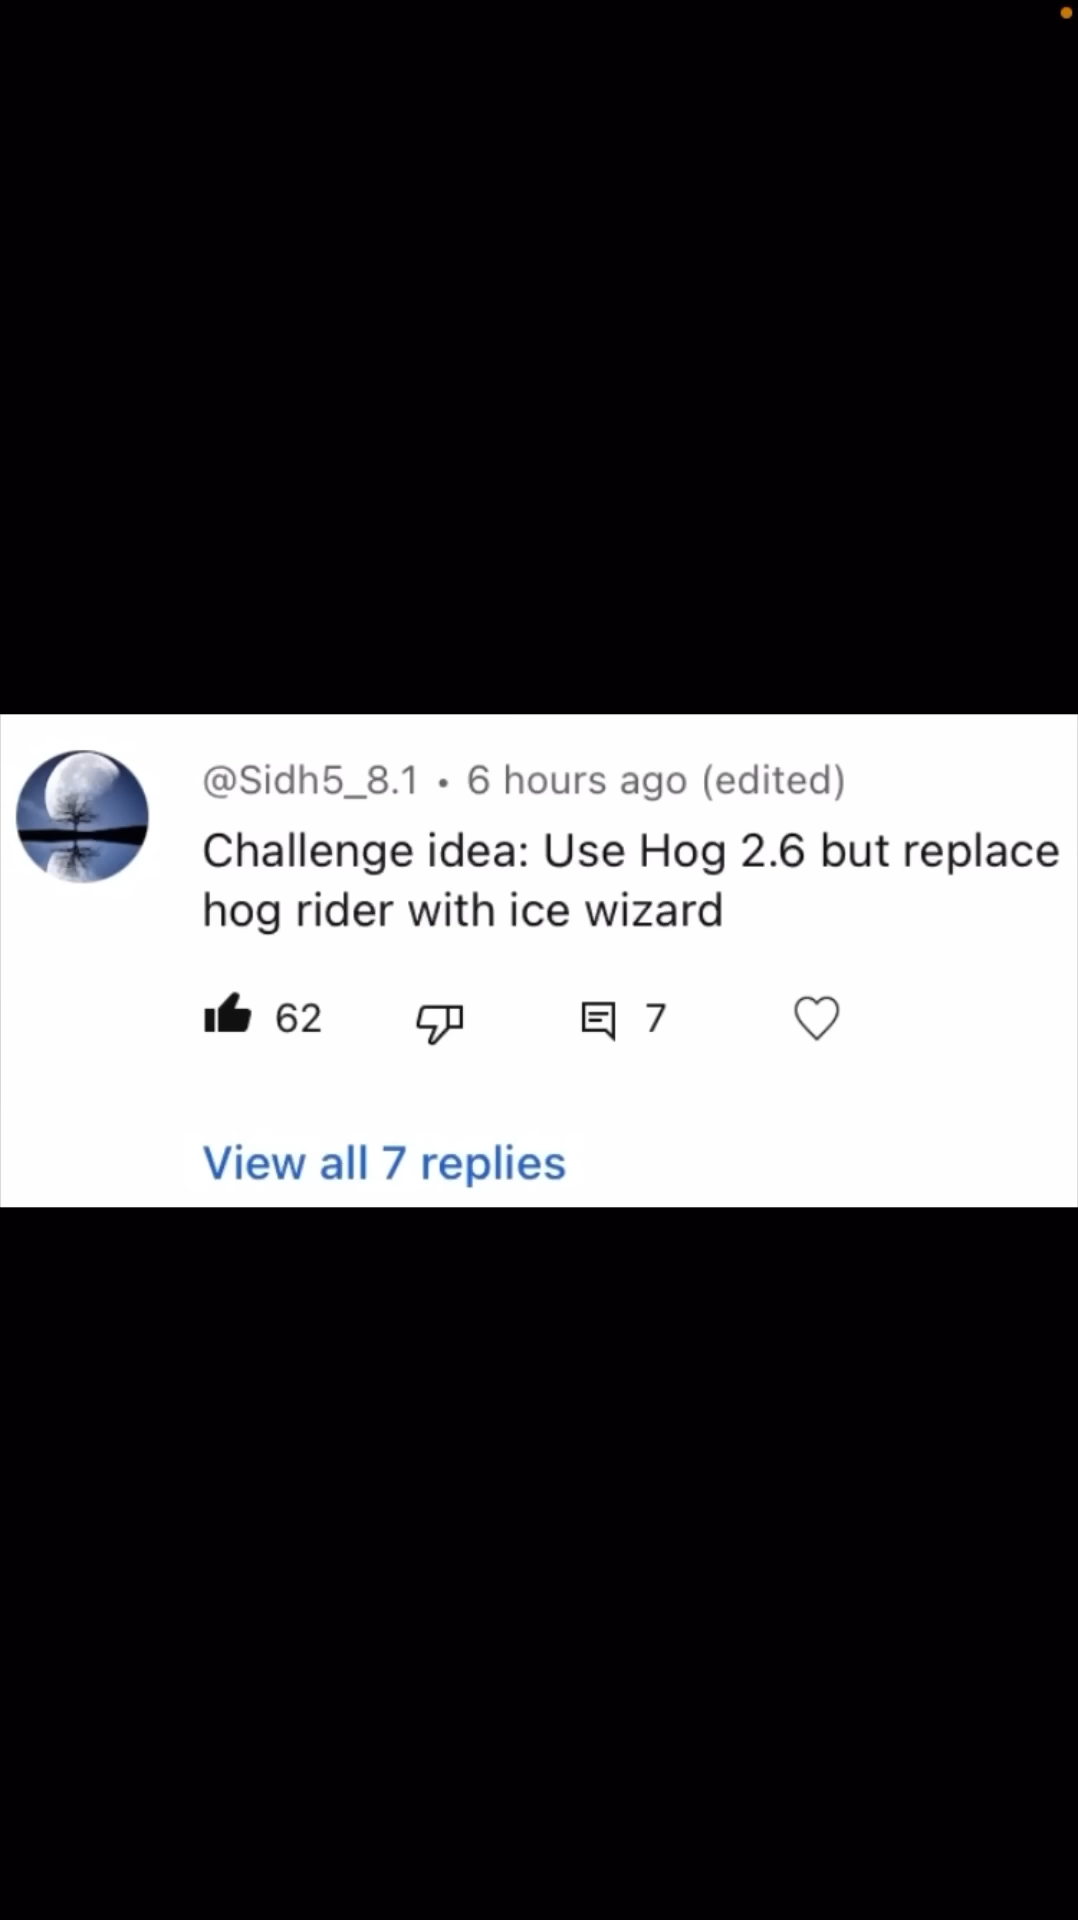 @Sidh5_8.1 • 6 hours ago (edited)
Challenge idea: Use Hog 2.6 but replace
hog rider with ice wizard
62
7
View all 7 replies